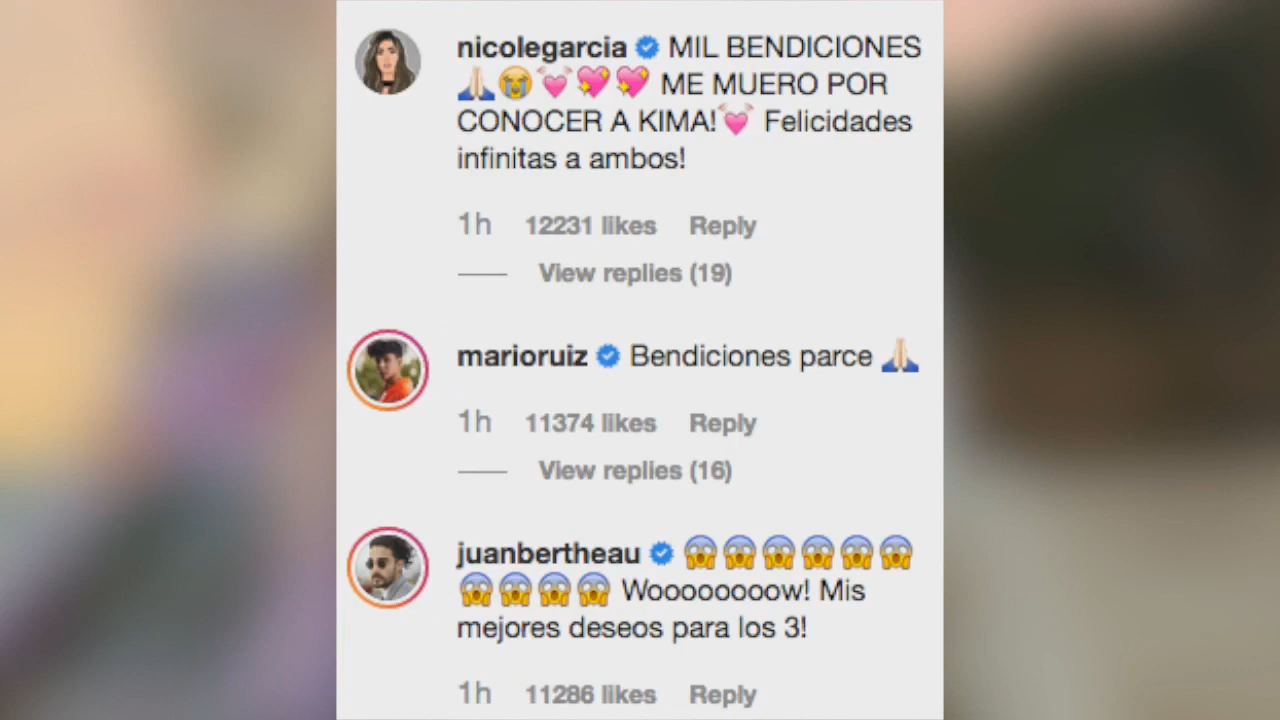 nicolegarcia MIL BENDICIONES
🙏🏻😭💓💖💖 ME MUERO POR
CONOCER A KIMA!💓 Felicidades
infinitas a ambos!
1h 12231 likes Reply
View replies (19)
marioruiz Bendiciones parce 🙏🏻
1h 11374 likes Reply
View replies (16)
juanbertheau 😱😱😱😱😱😱
😱😱😱😱 Woooooooow! Mis
mejores deseos para los 3!
1h 11286 likes Reply